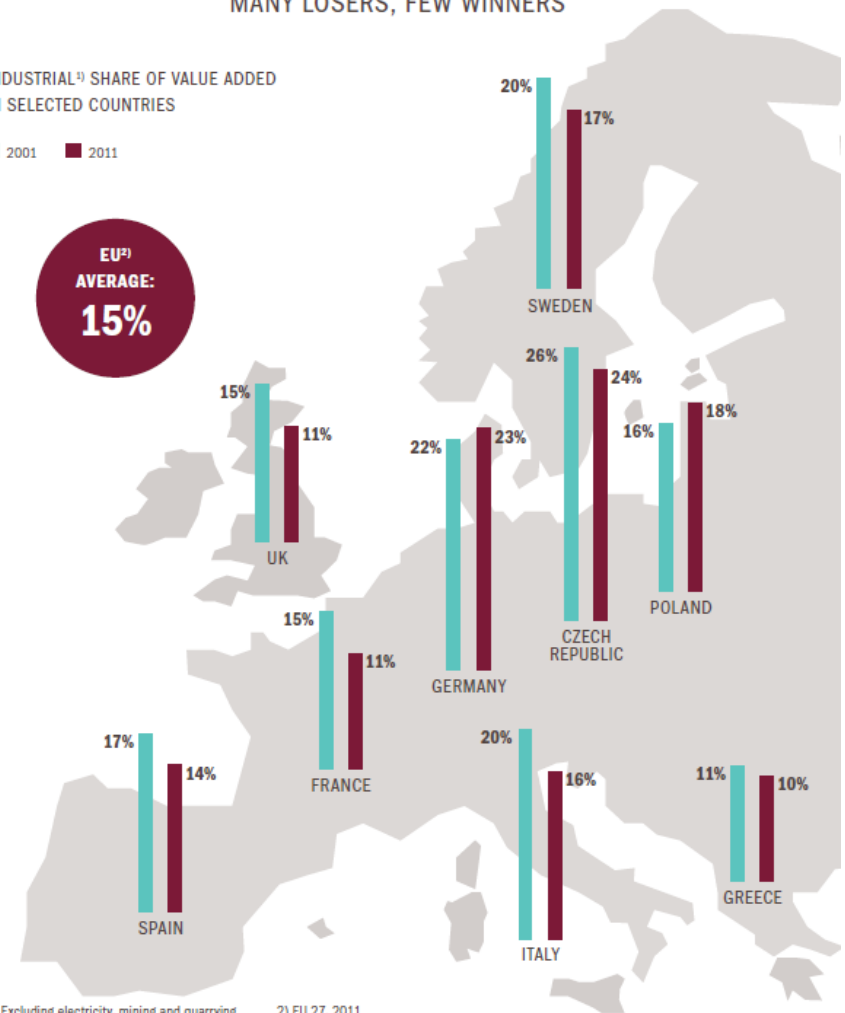 MANY LOSERS, FEW WINNERS
NDUSTRIAL¹⁾ SHARE OF VALUE ADDED
SELECTED COUNTRIES
2001 2011
EU²⁾
AVERAGE:
15%
20%
17%
SWEDEN
26%
24%
CZECH
REPUBLIC
15%
11%
UK
22%
23%
GERMANY
16%
18%
POLAND
15%
11%
FRANCE
17%
14%
SPAIN
20%
16%
ITALY
11%
10%
GREECE
Excluding electricity, mining and quarrying 2) EU 27, 2011